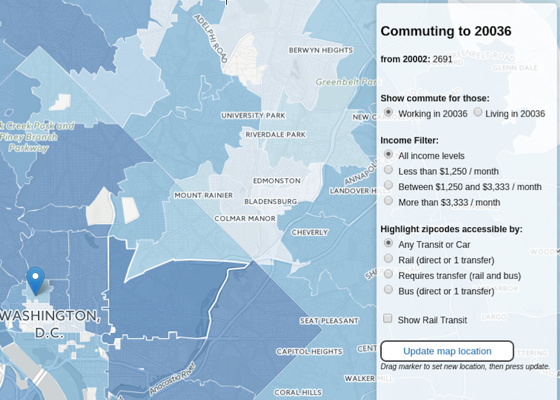 ADELPHI ROAD
BERWYN HEIGHTS
Greenbelt Park
GLENN DALE
k Creek Park and
Piney Branch
Parkway
UNIVERSITY PARK
RIVERDALE PARK
EDMONSTON
MOUNT RAINIER
BLADENSBURG
COLMAR MANOR
CHEVERLY
LANDOVER
WASHINGTON,
D.C.
SEAT PLEASANT
CAPITOL HEIGHTS
Anacostia River
CORAL HILLS
Commuting to 20036
from 20002: 2691
Show commute for those:
Working in 20036 Living in 20036
Income Filter:
All income levels
Less than $1,250 / month
Between $1,250 and $3,333 / month
More than $3,333 / month
Highlight zipcodes accessible by:
Any Transit or Car
Rail (direct or 1 transfer)
Requires transfer (rail and bus)
Bus (direct or 1 transfer)
Show Rail Transit
Update map location
Drag marker to set new location, then press update.